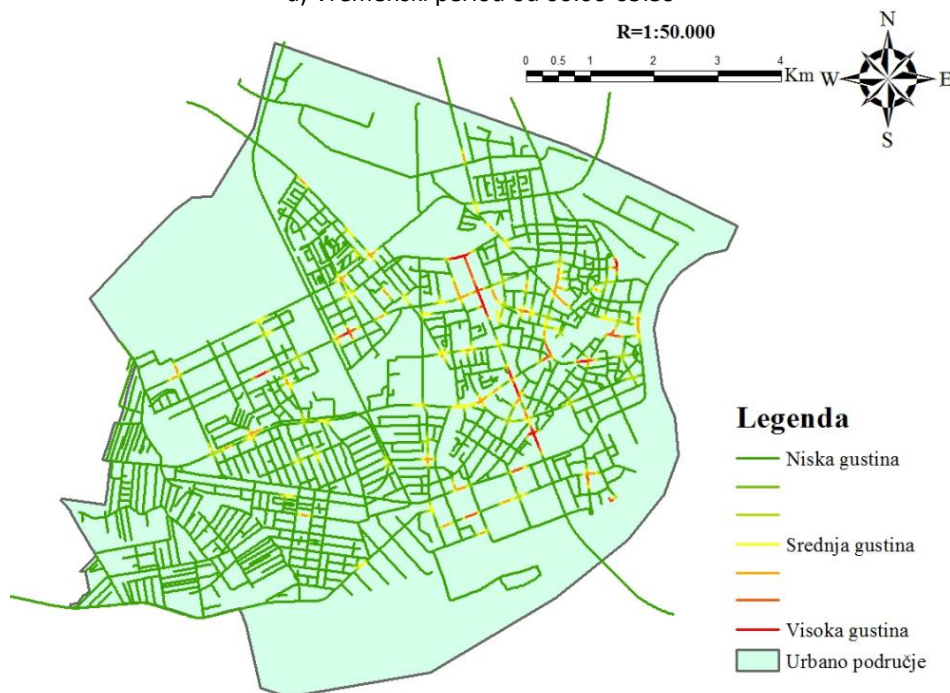 R=1:50.000
0 0.5 1 2 3 4
Km
N
W E
S
Legenda
Niska gustina
Srednja gustina
Visoka gustina
Urbano područje